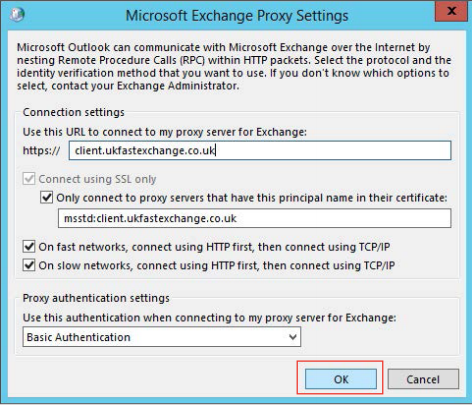 Microsoft Exchange Proxy Settings
x
Microsoft Outlook can communicate with Microsoft Exchange over the Internet by
nesting Remote Procedure Calls (RPC) within HTTP packets. Select the protocol and the
identity verification method that you want to use. If you don't know which options to
select, contact your Exchange Administrator.
Connection settings
Use this URL to connect to my proxy server for Exchange:
https:// client.ukfastexchange.co.uk
Connect using SSL only
Only connect to proxy servers that have this principal name in their certificate:
msstd:client.ukfastexchange.co.uk
On fast networks, connect using HTTP first, then connect using TCP/IP
On slow networks, connect using HTTP first, then connect using TCP/IP
Proxy authentication settings
Use this authentication when connecting to my proxy server for Exchange:
Basic Authentication
OK Cancel